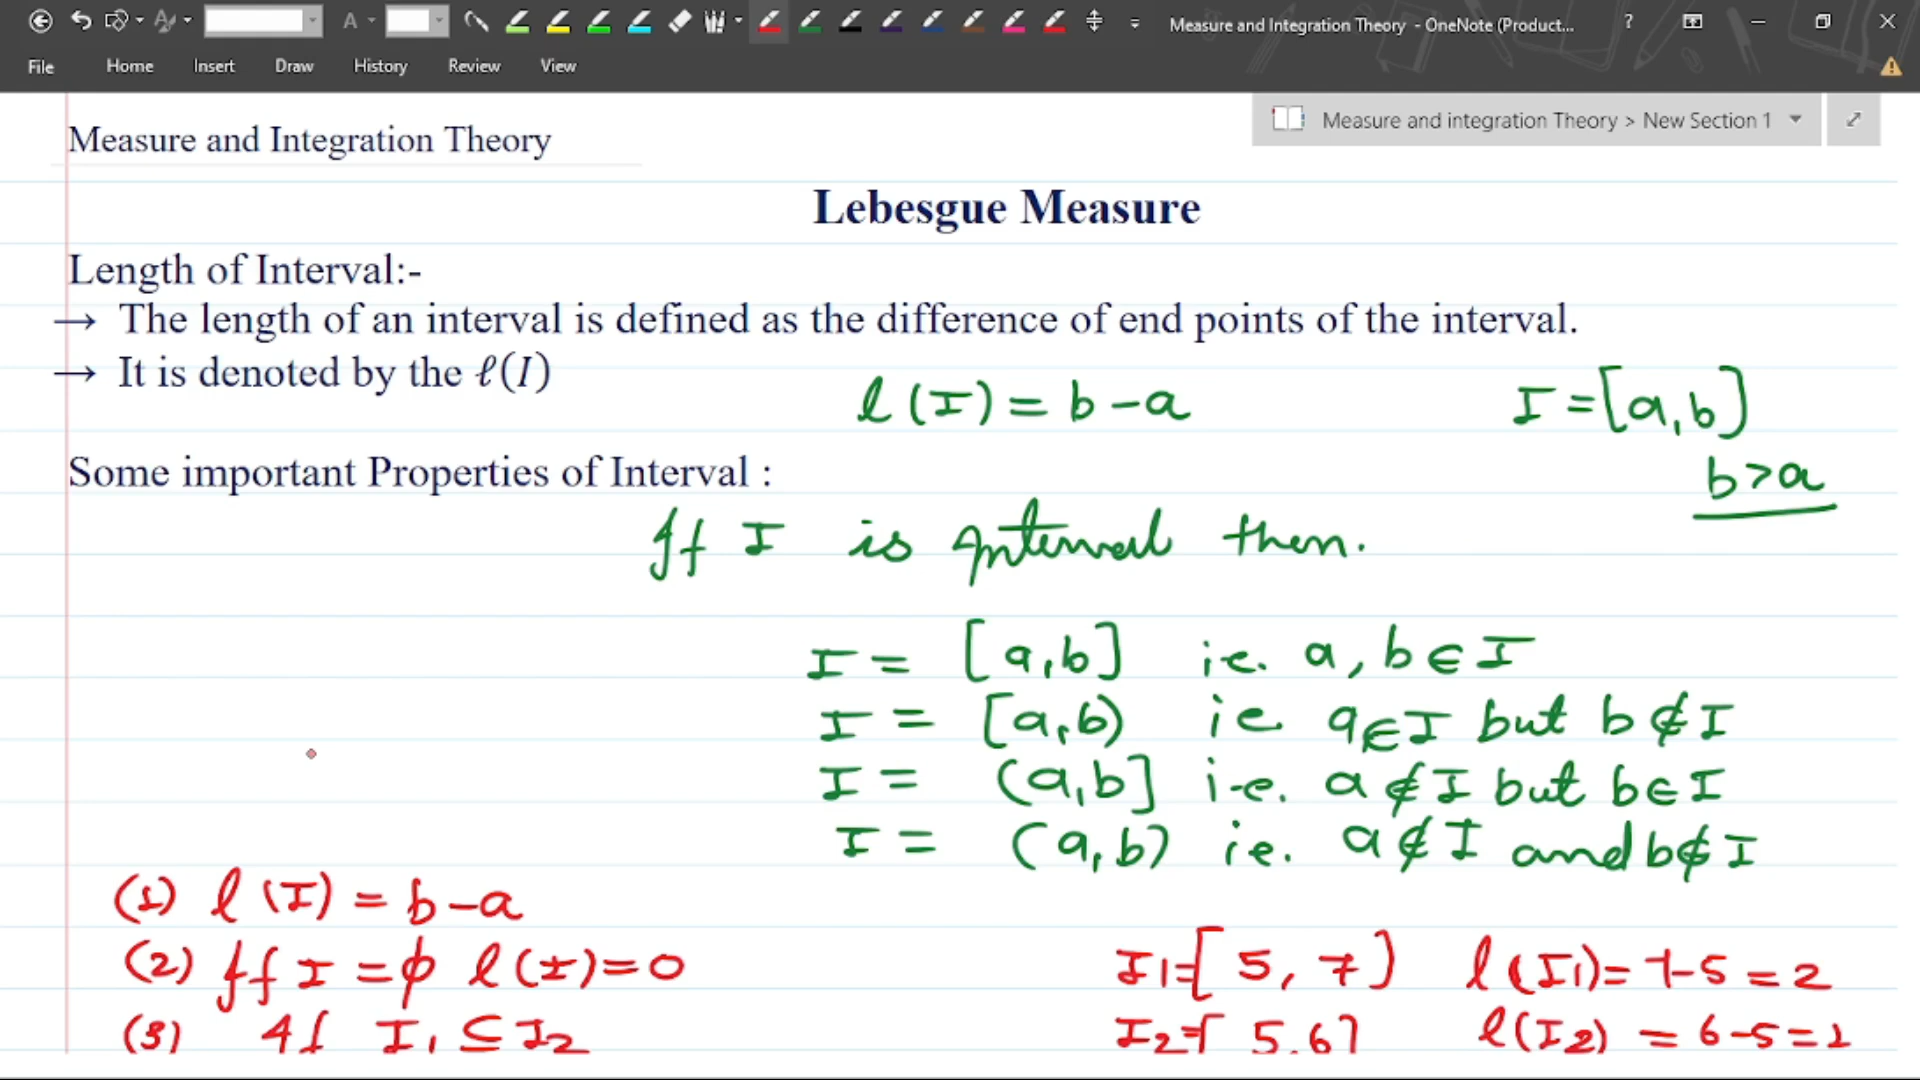 Measure and Integration Theory - OneNote (Product... ?
File Home Insert Draw History Review View
Measure and integration Theory > New Section 1
Measure and Integration Theory
Lebesgue Measure
Length of Interval:-
→ The length of an interval is defined as the difference of end points of the interval.
→ It is denoted by the ℓ(I)
l(I) = b-a I = [a,b]
b>a
Some important Properties of Interval :
If I is interval then.
I = [a,b] i.e. a, b ∈ I
I = [a,b) i.e a ∈ I but b ∉ I
I = (a,b] i.e. a ∉ I but b ∈ I
I = (a,b) i.e. a ∉ I and b ∉ I
(1) l(I) = b-a
(2) If I = ϕ l(I) = 0 I1=[5, 7] l(I1) = 7-5 = 2
(3) If I1 ⊆ I2 I2=[5,6] l(I2) = 6-5 = 1